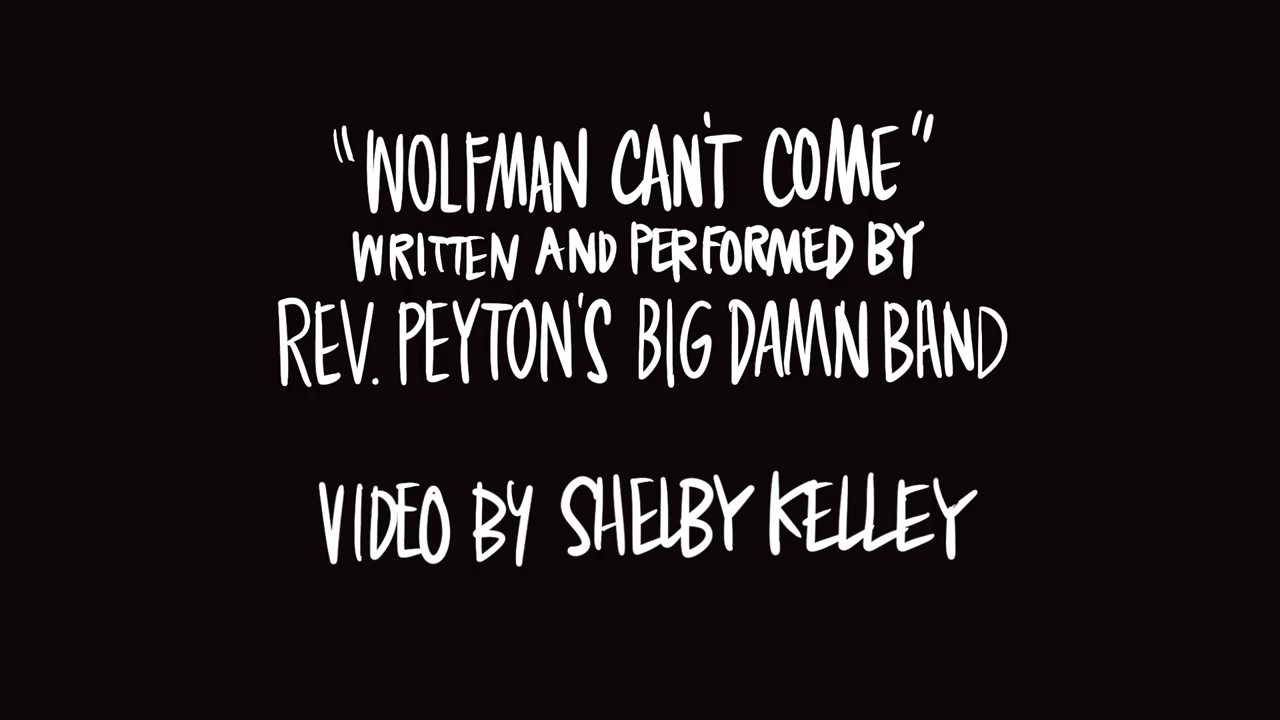 "WOLFMAN CAN'T COME"
WRITTEN AND PERFORMED BY
REV. PEYTON'S BIG DAMN BAND
VIDEO BY SHELBY KELLEY